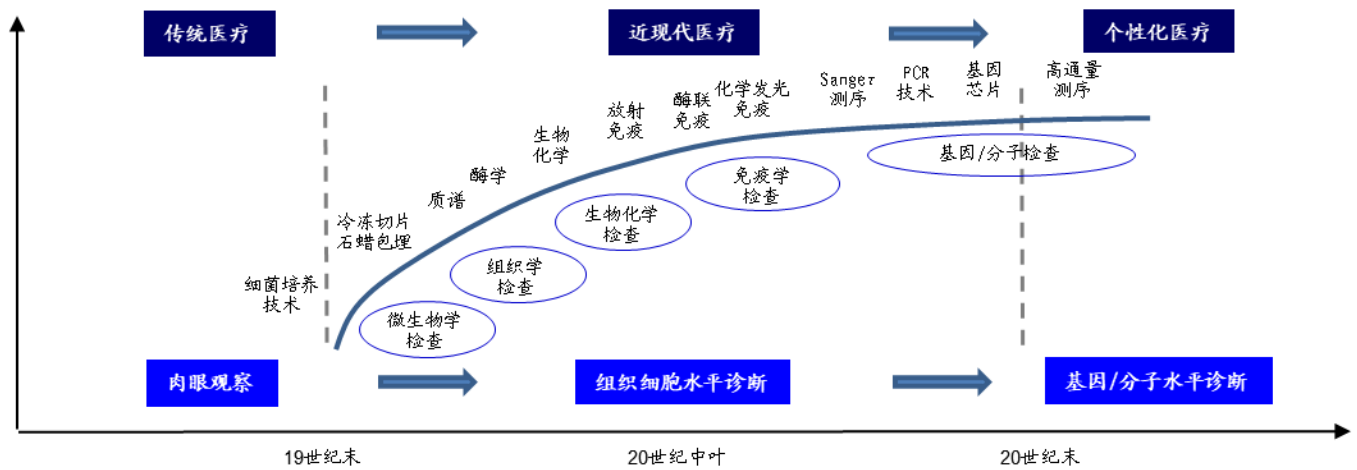 传统医疗
近现代医疗
个性化医疗
细菌培养
技术
冷冻切片
石蜡包埋
质谱
酶学
生物
化学
放射
免疫
酶联
免疫
化学发光
免疫
Sanger
测序
PCR
技术
基因
芯片
高通量
测序
微生物学
检查
组织学
检查
生物化学
检查
免疫学
检查
基因/分子检查
肉眼观察
组织细胞水平诊断
基因/分子水平诊断
19世纪末
20世纪中叶
20世纪末